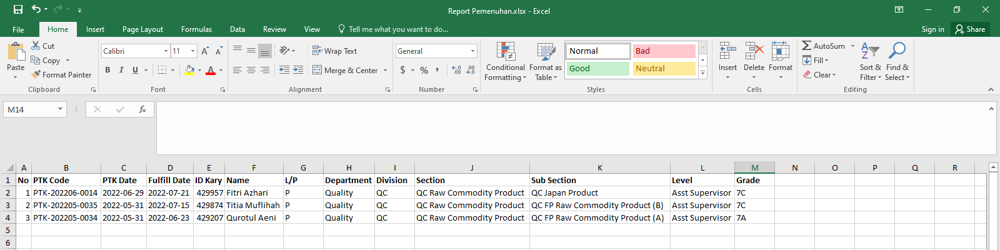 Report Pemenuhan.xlsx - Excel
File Home Insert Page Layout Formulas Data Review View Tell me what you want to do... Sign in Share
Paste Cut Copy Format Painter Clipboard
Calibri 11 A A B I U A Font
Wrap Text Merge & Center Alignment
General $ % , .00 .0 Number
Conditional Formatting Format as Table Normal Bad Good Neutral Styles
Insert Delete Format Cells
AutoSum Fill Clear Sort & Filter Find & Select Editing
M14 fx
A B C D E F G H I J K L M N O P Q R
1 No PTK Code PTK Date Fulfill Date ID Kary Name L/P Department Division Section Sub Section Level Grade
2 1 PTK-202206-0014 2022-06-29 2022-07-21 429957 Fitri Azhari P Quality QC QC Raw Commodity Product QC Japan Product Asst Supervisor 7C
3 2 PTK-202205-0035 2022-05-31 2022-07-15 429874 Titia Muflihah P Quality QC QC Raw Commodity Product QC FP Raw Commodity Product (B) Asst Supervisor 7C
4 3 PTK-202205-0034 2022-05-31 2022-06-23 429207 Qurotul Aeni P Quality QC QC Raw Commodity Product QC FP Raw Commodity Product (A) Asst Supervisor 7A
5
6